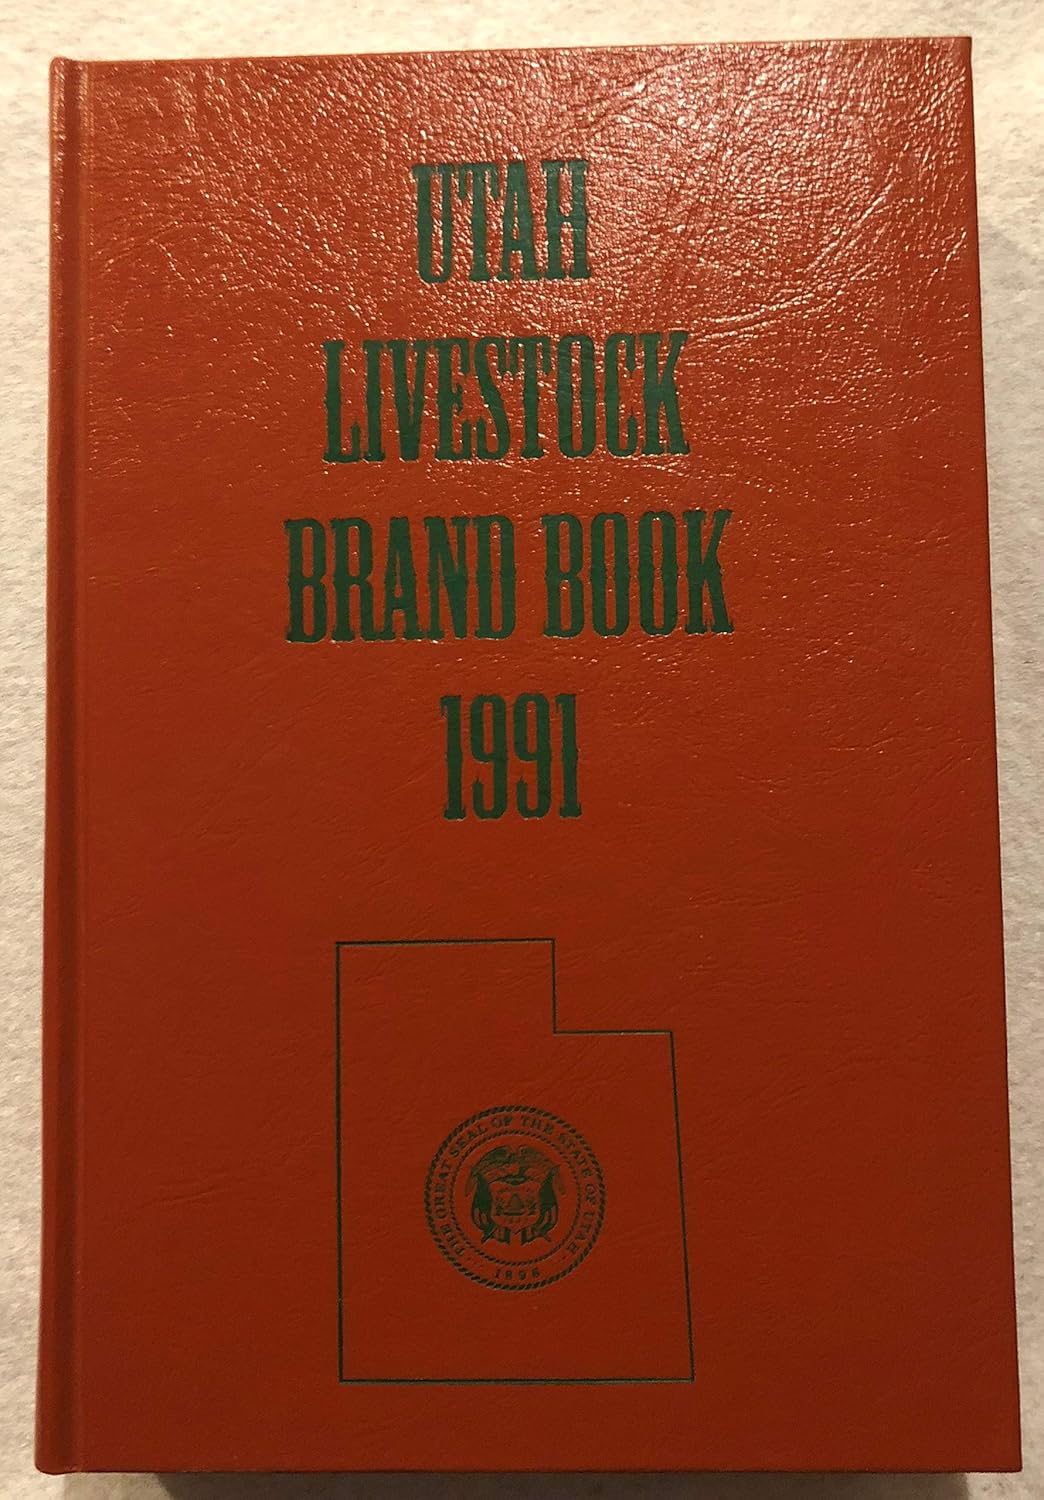 UTAH
LIVESTOCK
BRAND BOOK
1991
THE GREAT SEAL OF THE STATE OF UTAH
1896